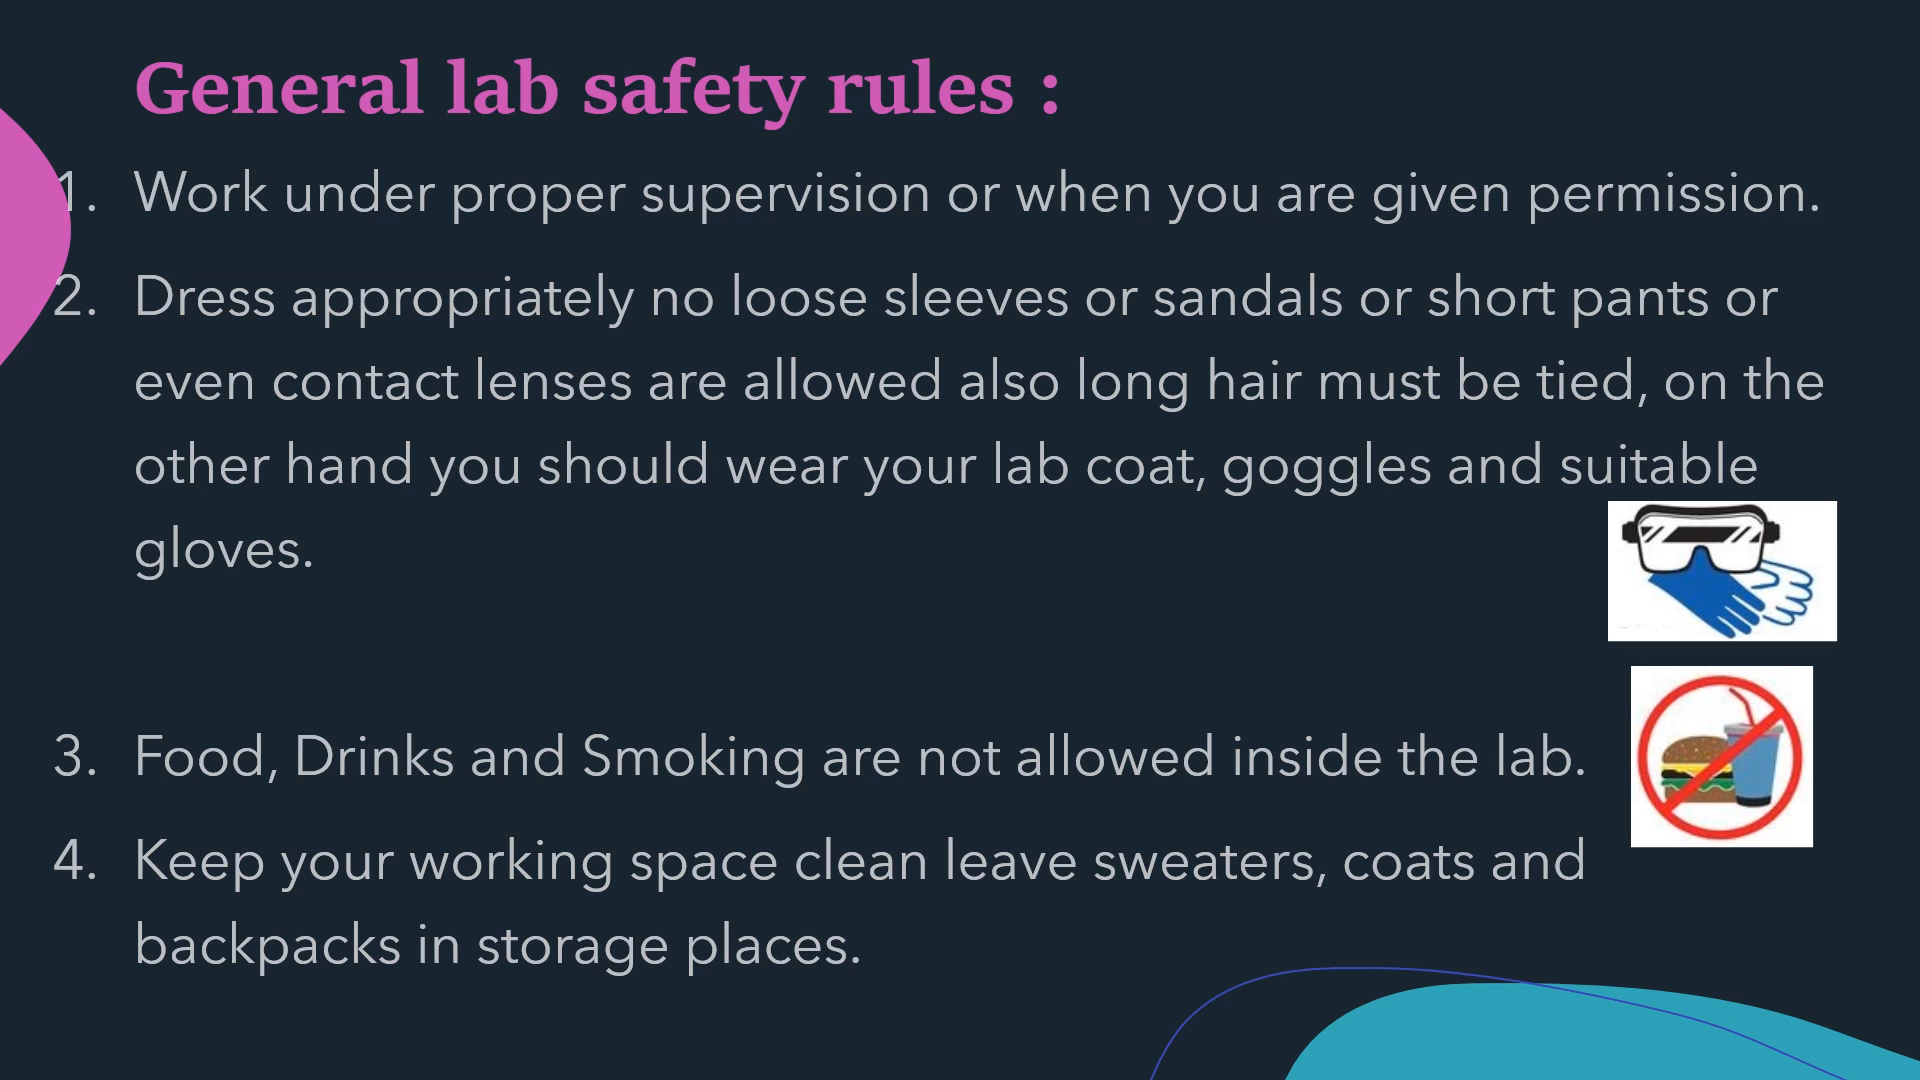 General lab safety rules :
1. Work under proper supervision or when you are given permission.
2. Dress appropriately no loose sleeves or sandals or short pants or
even contact lenses are allowed also long hair must be tied, on the
other hand you should wear your lab coat, goggles and suitable
gloves.
3. Food, Drinks and Smoking are not allowed inside the lab.
4. Keep your working space clean leave sweaters, coats and
backpacks in storage places.